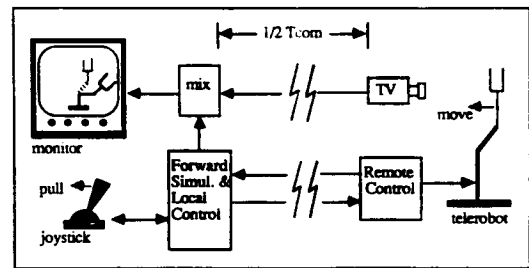 1/2 Tcom
mix
TV
move
monitor
pull
Forward
Simul. &
Local
Control
Remote
Control
joystick
telerobot